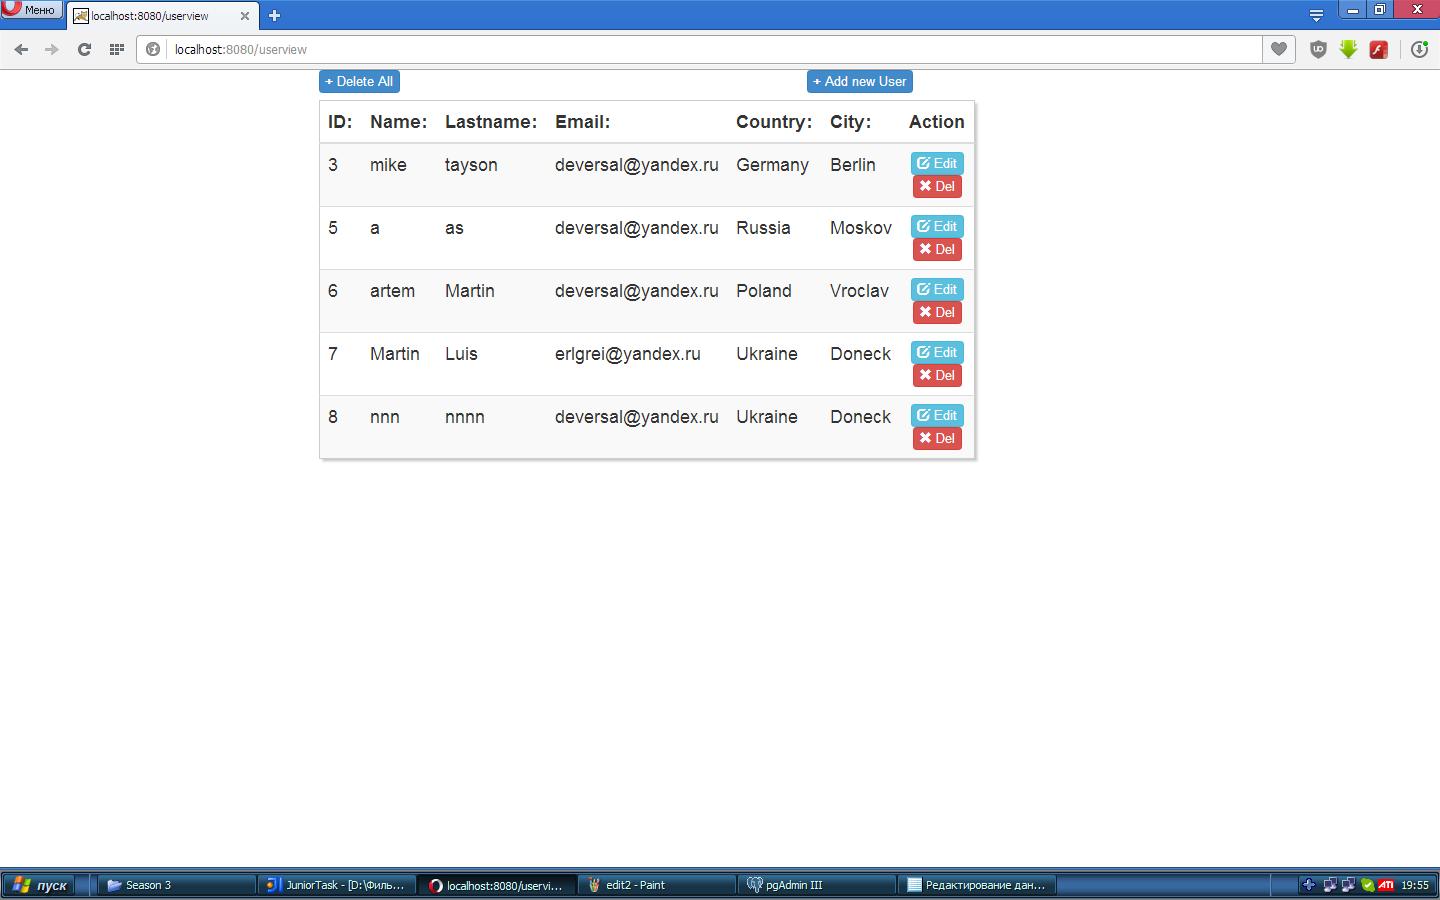 Меню
localhost:8080/userview
localhost:8080/userview
+ Delete All
+ Add new User
ID: Name: Lastname: Email: Country: City: Action
3 mike tayson deversal@yandex.ru Germany Berlin Edit
Del
5 a as deversal@yandex.ru Russia Moskov Edit
Del
6 artem Martin deversal@yandex.ru Poland Vroclav Edit
Del
7 Martin Luis erlgrei@yandex.ru Ukraine Doneck Edit
Del
8 nnn nnnn deversal@yandex.ru Ukraine Doneck Edit
Del
пуск Season 3 JuniorTask - [D:\Филь... localhost:8080/uservi... edit2 - Paint pgAdmin III Редактирование дан... ATI 19:55